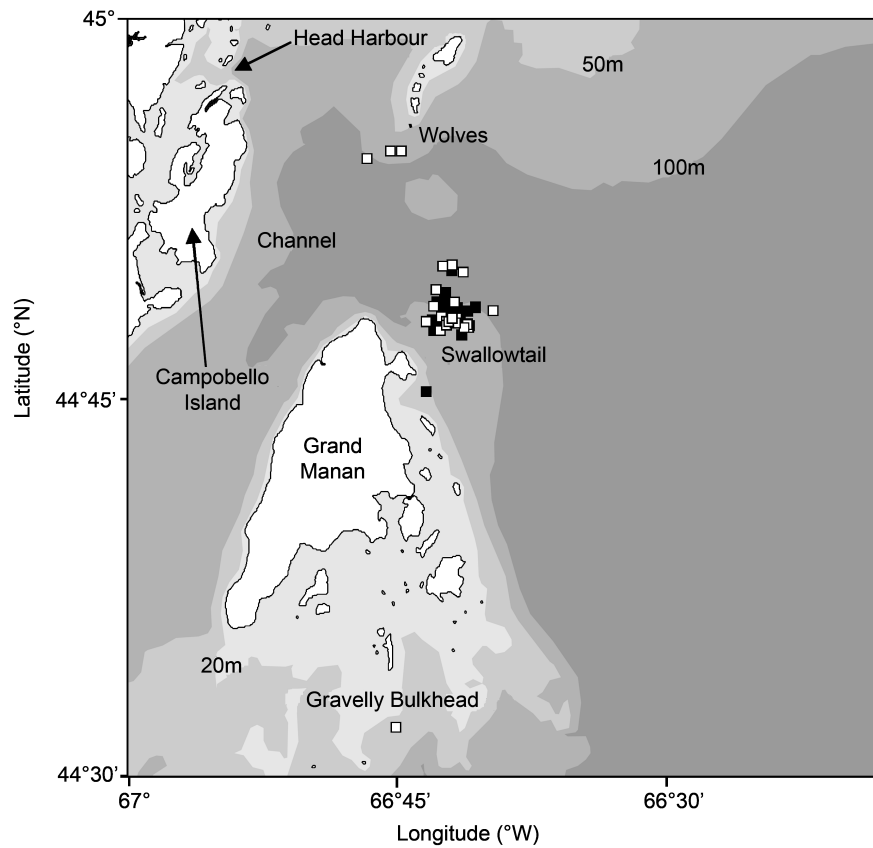 45°
Head Harbour
50m
Wolves
100m
Channel
Latitude (°N)
Swallowtail
Campobello
Island
44°45'
Grand
Manan
20m
Gravelly Bulkhead
44°30'
67°
66°45'
66°30'
Longitude (°W)